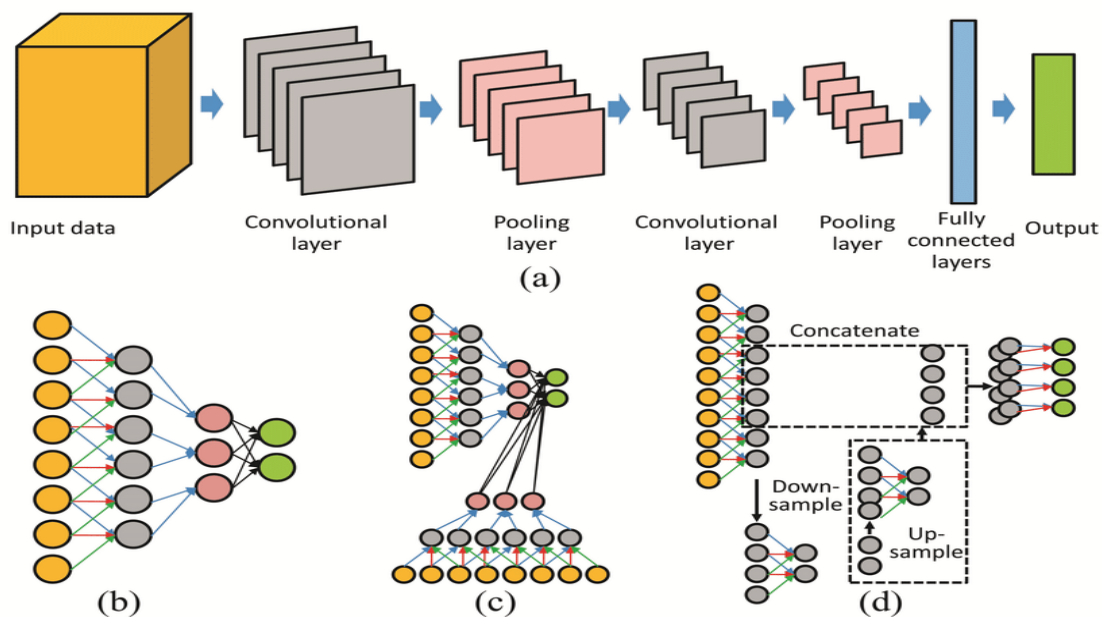 Input data
Convolutional
layer
Pooling
layer
Convolutional
layer
Pooling
layer
Fully
connected
layers
Output
(a)
Concatenate
Down-
sample
Up-
sample
(b)
(c)
(d)